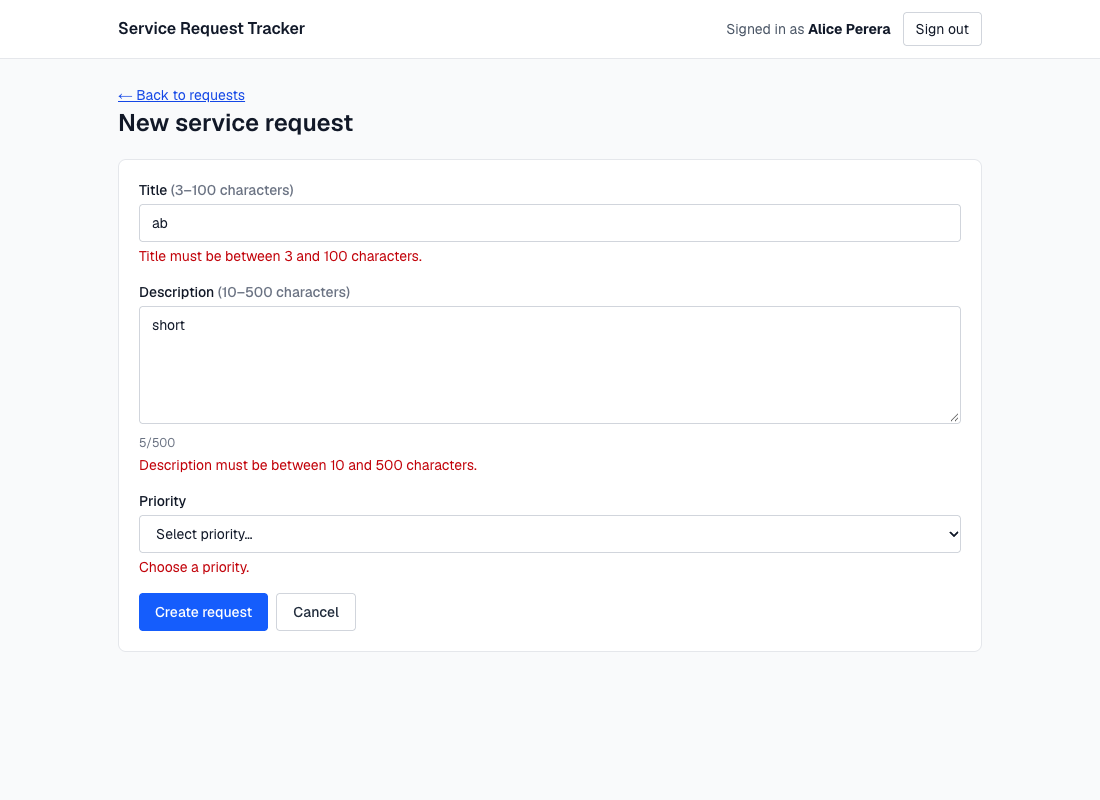 Service Request Tracker
Signed in as Alice Perera
Sign out
← Back to requests
New service request
Title (3–100 characters)
ab
Title must be between 3 and 100 characters.
Description (10–500 characters)
short
5/500
Description must be between 10 and 500 characters.
Priority
Select priority…
Choose a priority.
Create request
Cancel